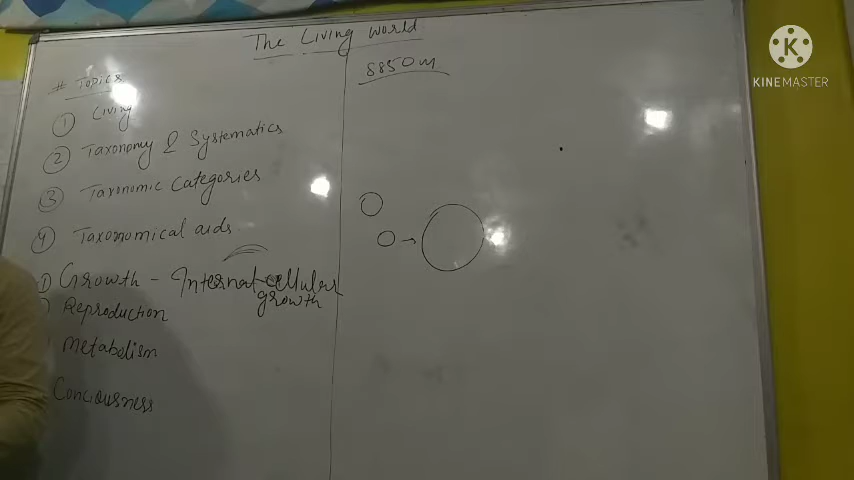 The Living world
# Topics
① Living
② Taxonomy & Systematics
③ Taxonomic Categories
④ Taxonomical aids.
① Growth - Internal cellular
growth
Reproduction
Metabolism
Conciousness
8850m
KINEMASTER